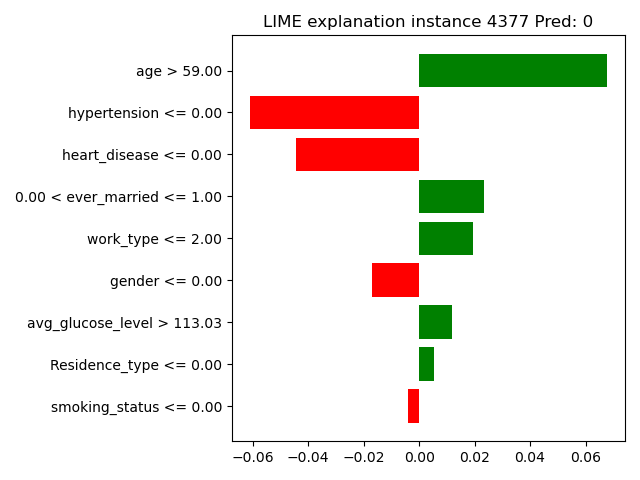 LIME explanation instance 4377 Pred: 0
age > 59.00
hypertension <= 0.00
heart_disease <= 0.00
0.00 < ever_married <= 1.00
work_type <= 2.00
gender <= 0.00
avg_glucose_level > 113.03
Residence_type <= 0.00
smoking_status <= 0.00
−0.06 −0.04 −0.02 0.00 0.02 0.04 0.06